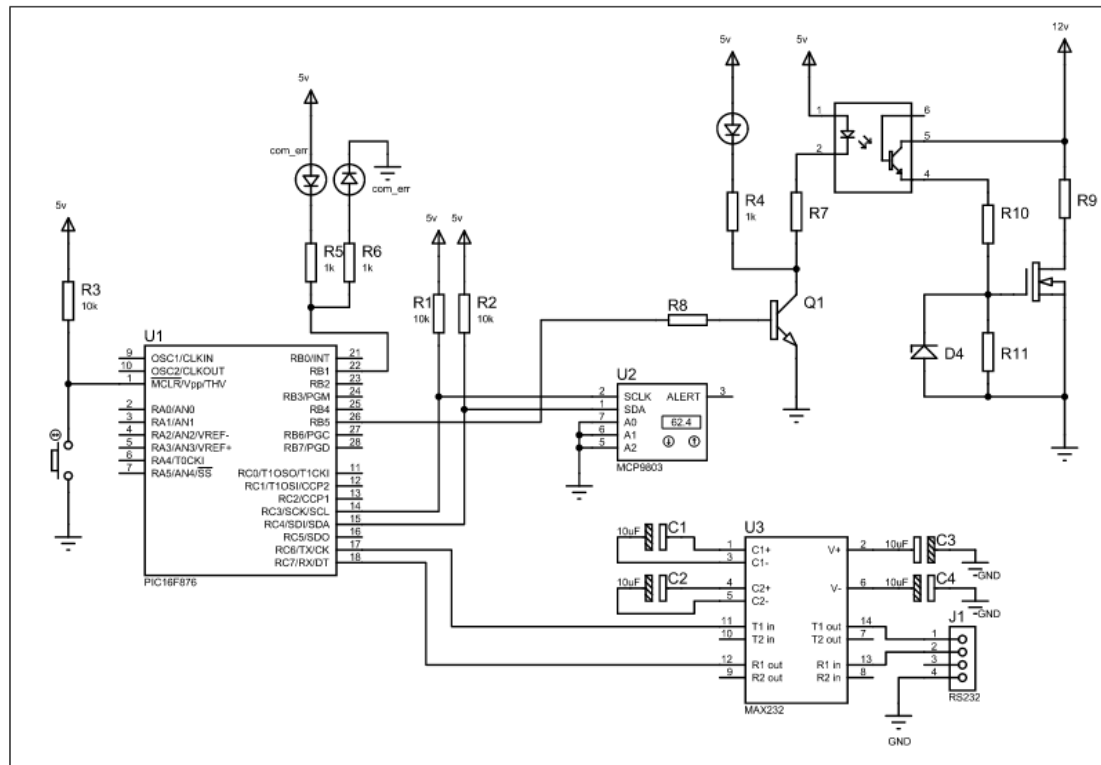 12v
5v
5v
5v
com_err
com_err
1
2
6
5
4
R4
1k
R7
R10
R9
5v
R5
1k
R6
1k
5v
5v
R3
10k
R1
10k
R2
10k
Q1
R8
D4
R11
U1
9 OSC1/CLKIN
10 OSC2/CLKOUT
1 MCLR/Vpp/THV
2 RA0/AN0
3 RA1/AN1
4 RA2/AN2/VREF-
5 RA3/AN3/VREF+
6 RA4/T0CKI
7 RA5/AN4/SS
RB0/INT 21
RB1 22
RB2 23
RB3/PGM 24
RB4 25
RB5 26
RB6/PGC 27
RB7/PGD 28
RC0/T1OSO/T1CKI 11
RC1/T1OSI/CCP2 12
RC2/CCP1 13
RC3/SCK/SCL 14
RC4/SDI/SDA 15
RC5/SDO 16
RC6/TX/CK 17
RC7/RX/DT 18
PIC16F876
U2
2 SCLK ALERT 3
1 SDA
7 A0 62.4
6 A1
5 A2
MCP9803
U3
C1
10uF
C2
10uF
10uF
C3
GND
10uF
C4
GND
1 C1+ V+ 2
3 C1-
4 C2+ V- 6
5 C2-
11 T1 in T1 out 14
10 T2 in T2 out 7
12 R1 out R1 in 13
9 R2 out R2 in 8
MAX232
J1
1
2
3
4
RS232
GND